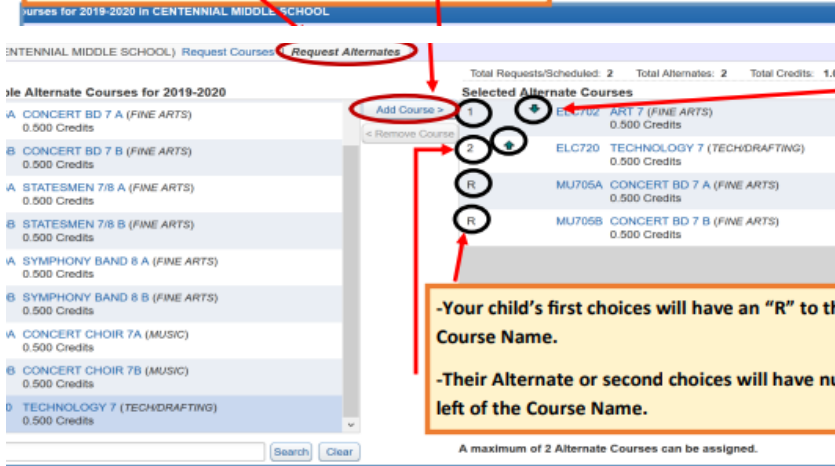 urses for 2019-2020 in CENTENNIAL MIDDLE SCHOOL
ENTENNIAL MIDDLE SCHOOL) Request Courses | Request Alternates
Total Requests/Scheduled: 2 Total Alternates: 2 Total Credits: 1.0
ble Alternate Courses for 2019-2020
A CONCERT BD 7 A (FINE ARTS)
0.500 Credits
B CONCERT BD 7 B (FINE ARTS)
0.500 Credits
A STATESMEN 7/8 A (FINE ARTS)
0.500 Credits
B STATESMEN 7/8 B (FINE ARTS)
0.500 Credits
A SYMPHONY BAND 8 A (FINE ARTS)
0.500 Credits
B SYMPHONY BAND 8 B (FINE ARTS)
0.500 Credits
A CONCERT CHOIR 7A (MUSIC)
0.500 Credits
B CONCERT CHOIR 7B (MUSIC)
0.500 Credits
0 TECHNOLOGY 7 (TECH/DRAFTING)
0.500 Credits
Search Clear
Add Course >
< Remove Course
Selected Alternate Courses
1 ELC702 ART 7 (FINE ARTS)
0.500 Credits
2 ELC720 TECHNOLOGY 7 (TECH/DRAFTING)
0.500 Credits
R MU705A CONCERT BD 7 A (FINE ARTS)
0.500 Credits
R MU705B CONCERT BD 7 B (FINE ARTS)
0.500 Credits
-Your child's first choices will have an “R” to th
Course Name.
-Their Alternate or second choices will have nu
left of the Course Name.
A maximum of 2 Alternate Courses can be assigned.